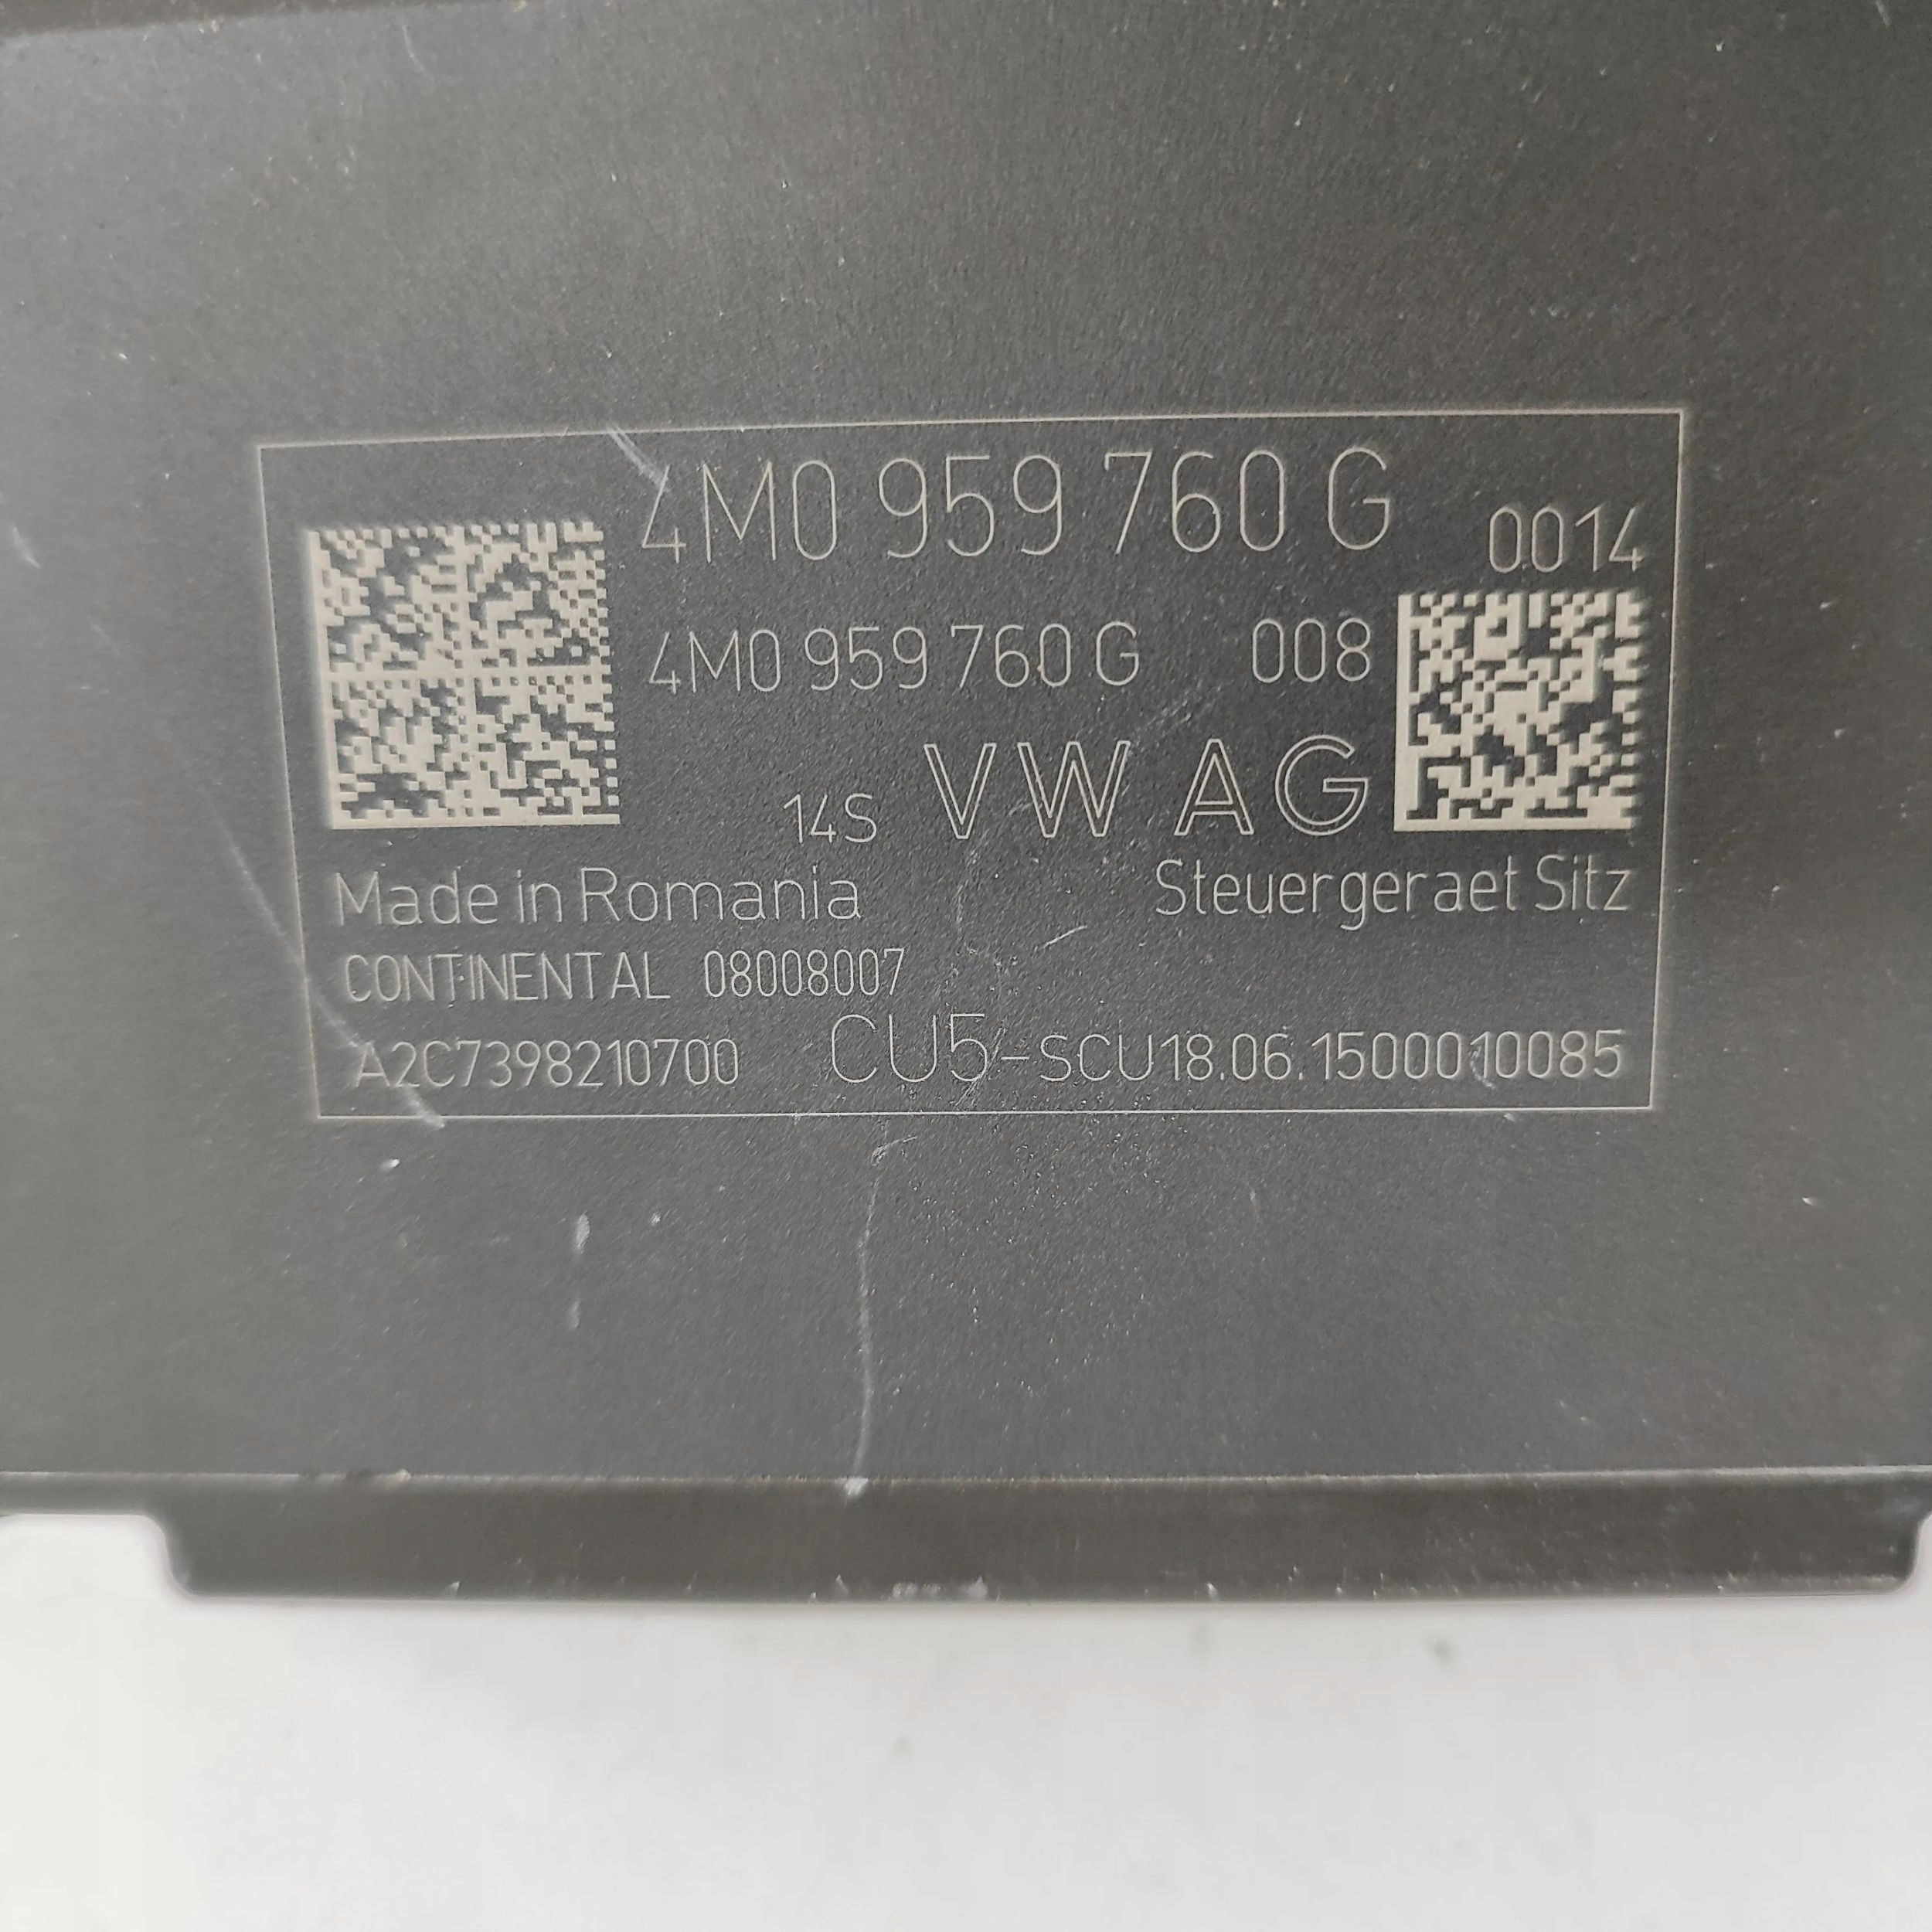 4M0 959 760 G 0014
4M0 959 760 G 008
14S VW AG
Made in Romania Steuergeraet Sitz
CONTINENTAL 08008007
A2C7398210700 CU5-SCU18.06.1500010085